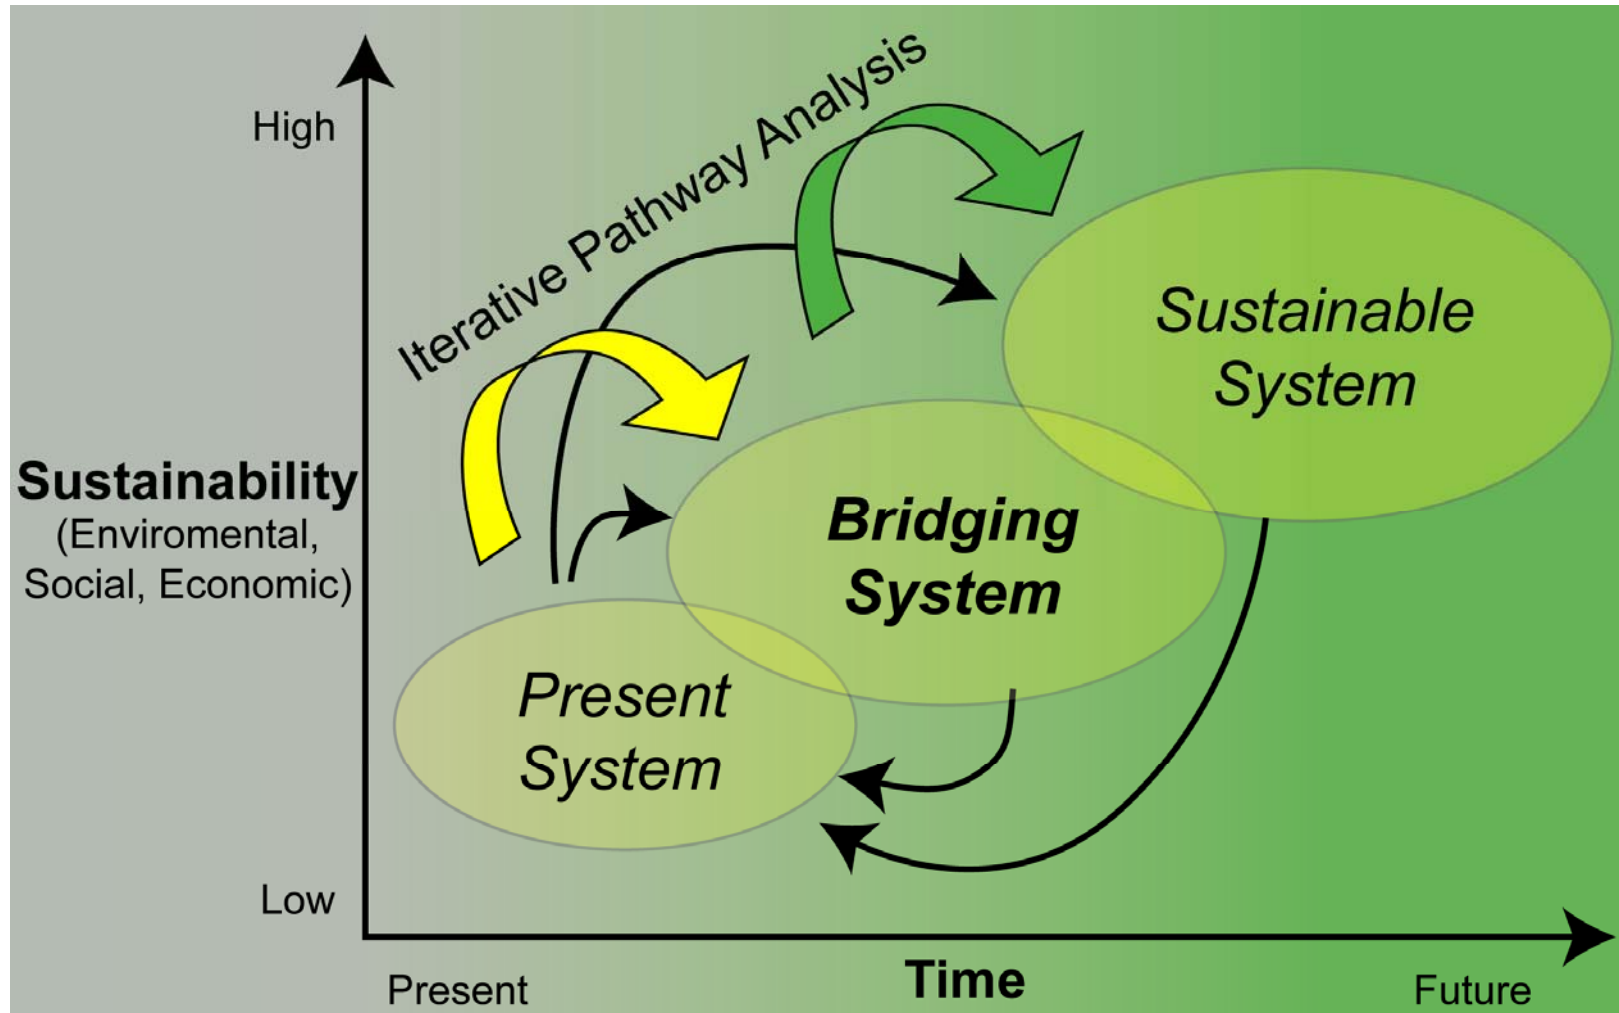 Iterative Pathway Analysis
High
Sustainable
System
Sustainability
(Enviromental,
Social, Economic)
Bridging
System
Present
System
Low
Present
Time
Future